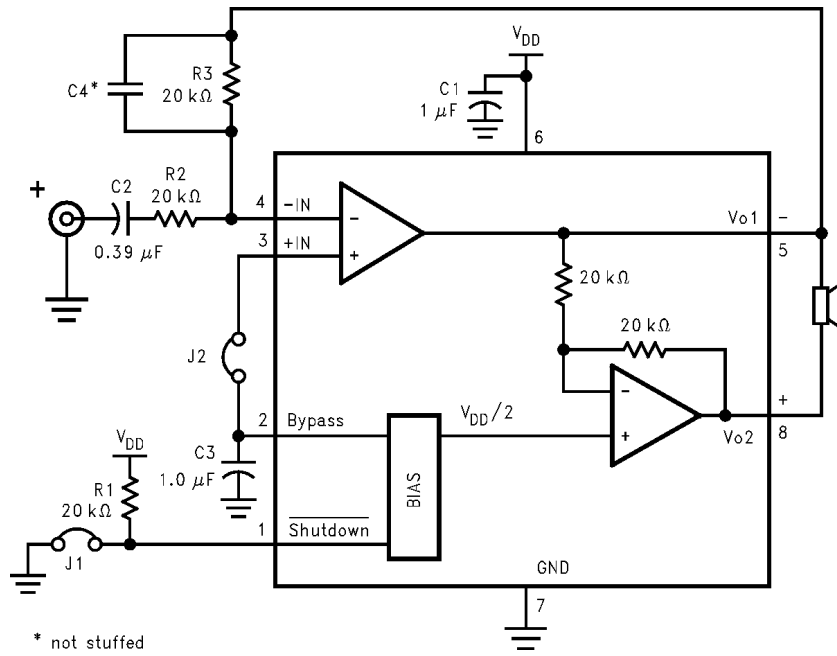 V_DD
C4*
R3
20 kΩ
C1
1 µF
6
+
C2
0.39 µF
R2
20 kΩ
4
-IN
-
3
+IN
+
Vo1
-
5
20 kΩ
20 kΩ
J2
2
Bypass
V_DD/2
-
+
+
Vo2
8
C3
1.0 µF
BIAS
V_DD
R1
20 kΩ
1
Shutdown
J1
GND
7
* not stuffed